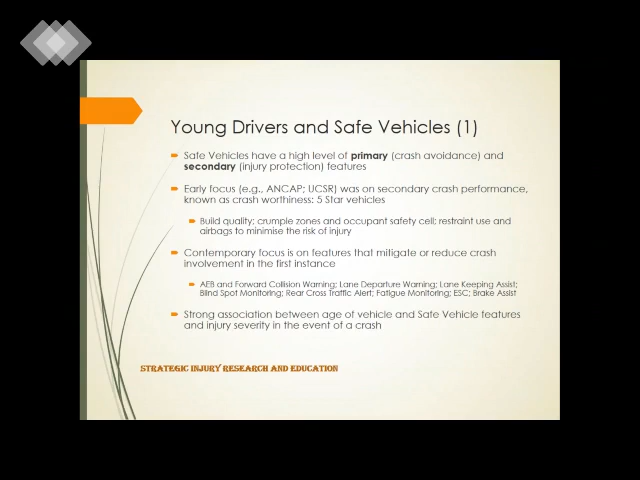 Young Drivers and Safe Vehicles (1)
Safe Vehicles have a high level of primary (crash avoidance) and
secondary (injury protection) features
Early focus (e.g., ANCAP; UCSR) was on secondary crash performance,
known as crash worthiness: 5 Star vehicles
Build quality; crumple zones and occupant safety cell; restraint use and
airbags to minimise the risk of injury
Contemporary focus is on features that mitigate or reduce crash
involvement in the first instance
AEB and Forward Collision Warning; Lane Departure Warning; Lane Keeping Assist;
Blind Spot Monitoring; Rear Cross Traffic Alert; Fatigue Monitoring; ESC; Brake Assist
Strong association between age of vehicle and Safe Vehicle features
and injury severity in the event of a crash
STRATEGIC INJURY RESEARCH AND EDUCATION